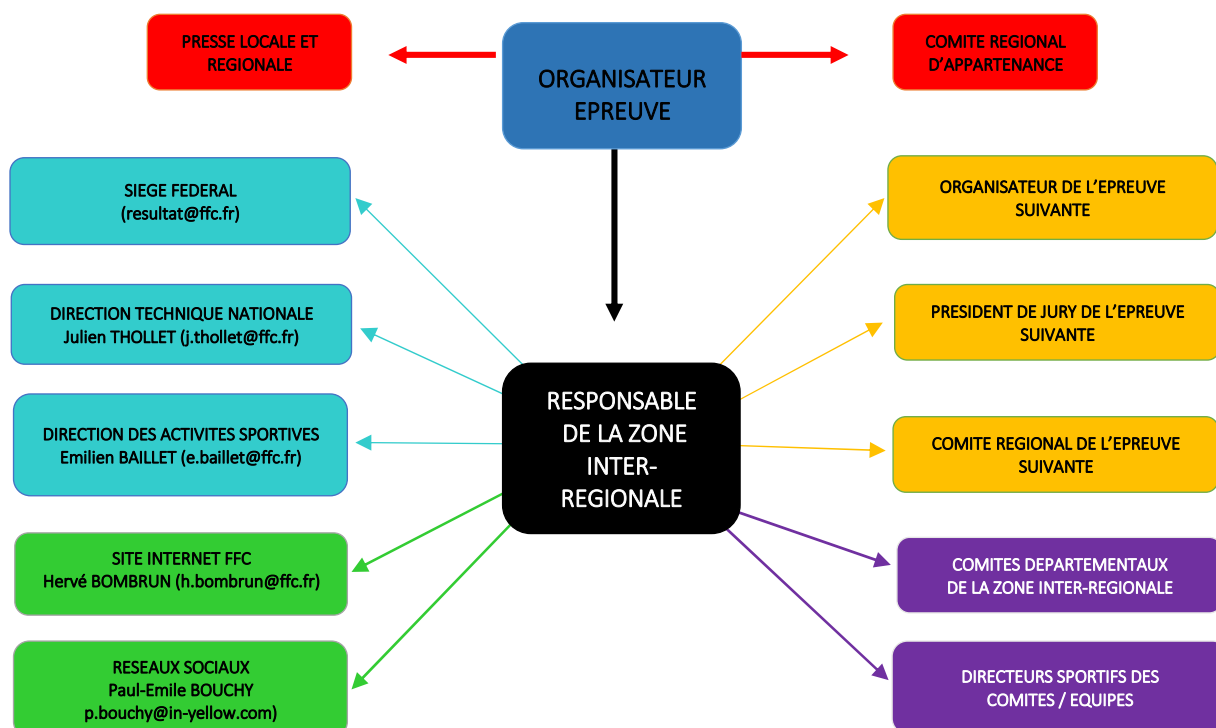 PRESSE LOCALE ET
REGIONALE
ORGANISATEUR
EPREUVE
COMITE REGIONAL
D’APPARTENANCE
SIEGE FEDERAL
(resultat@ffc.fr)
ORGANISATEUR DE L’EPREUVE
SUIVANTE
DIRECTION TECHNIQUE NATIONALE
Julien THOLLET (j.thollet@ffc.fr)
PRESIDENT DE JURY DE L’EPREUVE
SUIVANTE
RESPONSABLE
DE LA ZONE
INTER-
REGIONALE
DIRECTION DES ACTIVITES SPORTIVES
Emilien BAILLET (e.baillet@ffc.fr)
COMITE REGIONAL DE L’EPREUVE
SUIVANTE
SITE INTERNET FFC
Hervé BOMBRUN (h.bombrun@ffc.fr)
COMITES DEPARTEMENTAUX
DE LA ZONE INTER-REGIONALE
RESEAUX SOCIAUX
Paul-Emile BOUCHY
p.bouchy@in-yellow.com)
DIRECTEURS SPORTIFS DES
COMITES / EQUIPES